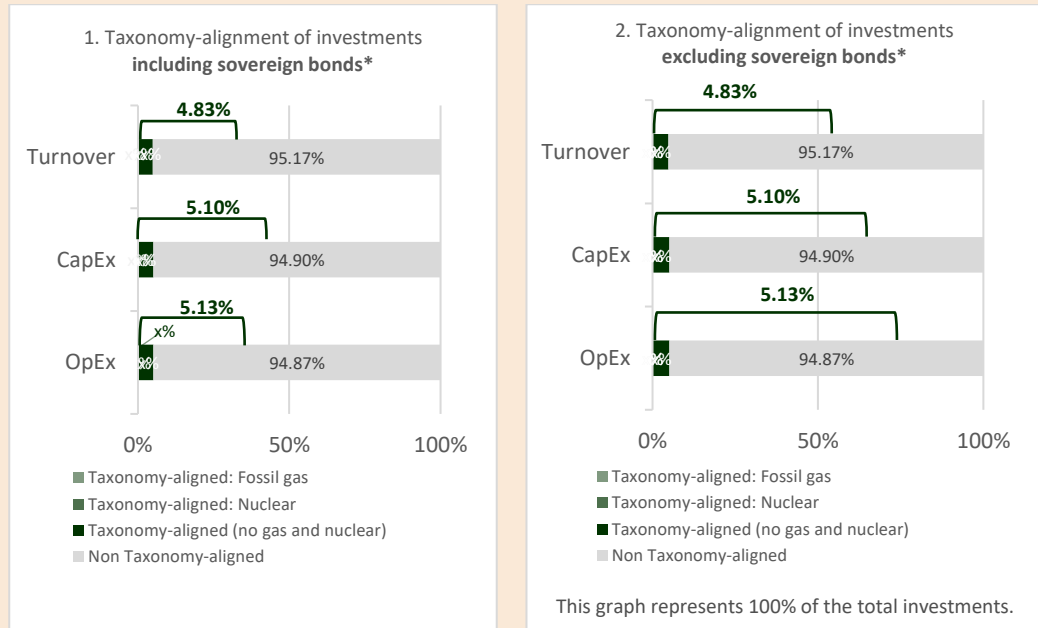 1. Taxonomy-alignment of investments
including sovereign bonds*
4.83%
Turnover
95.17%
5.10%
CapEx
94.90%
5.13%
x%
OpEx
94.87%
0%
50%
100%
Taxonomy-aligned: Fossil gas
Taxonomy-aligned: Nuclear
Taxonomy-aligned (no gas and nuclear)
Non Taxonomy-aligned
2. Taxonomy-alignment of investments
excluding sovereign bonds*
4.83%
Turnover
95.17%
5.10%
CapEx
94.90%
5.13%
OpEx
94.87%
0%
50%
100%
Taxonomy-aligned: Fossil gas
Taxonomy-aligned: Nuclear
Taxonomy-aligned (no gas and nuclear)
Non Taxonomy-aligned
This graph represents 100% of the total investments.